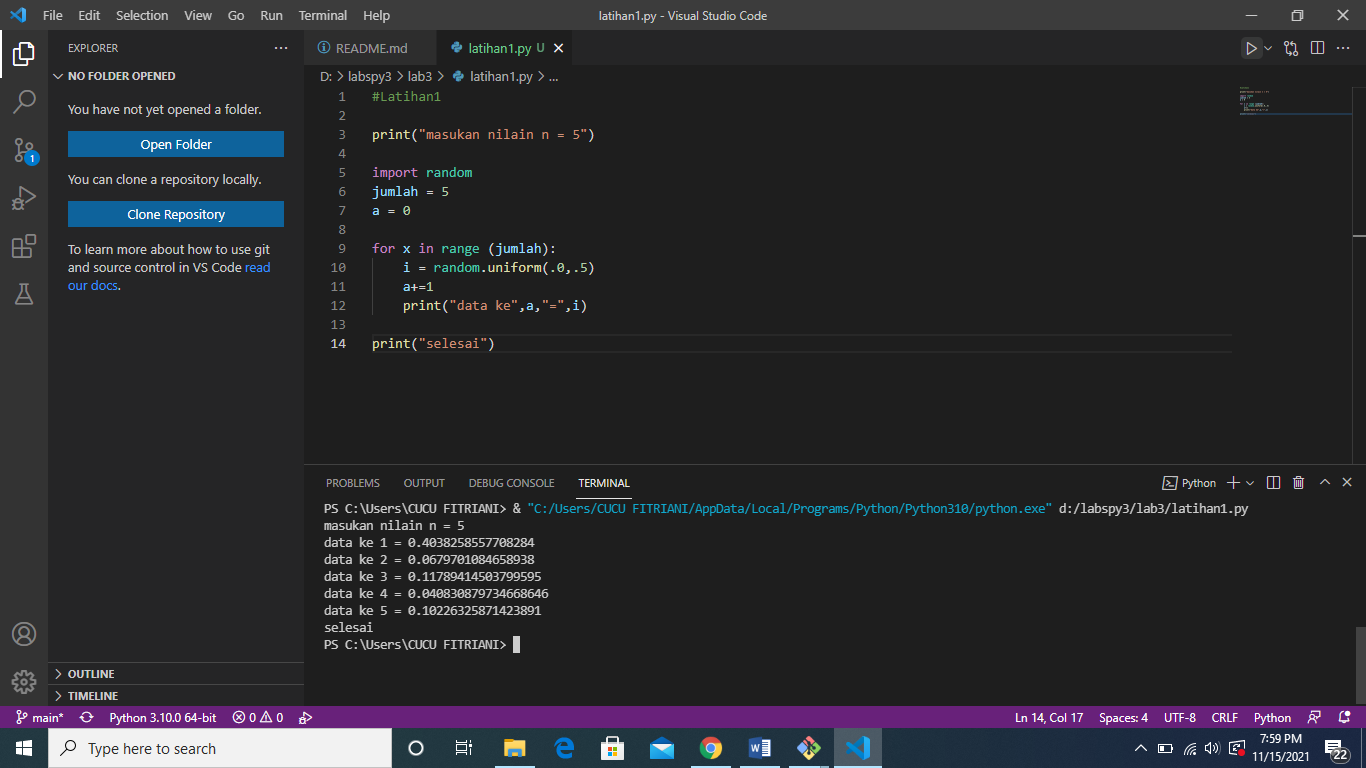 File Edit Selection View Go Run Terminal Help
latihan1.py - Visual Studio Code
EXPLORER
NO FOLDER OPENED
You have not yet opened a folder.
Open Folder
You can clone a repository locally.
Clone Repository
To learn more about how to use git
and source control in VS Code read
our docs.
1
OUTLINE
TIMELINE
README.md
latihan1.py U
D: > labspy3 > lab3 > latihan1.py > ...
1 #Latihan1
2
3 print("masukan nilain n = 5")
4
5 import random
6 jumlah = 5
7 a = 0
8
9 for x in range (jumlah):
10 i = random.uniform(.0,.5)
11 a+=1
12 print("data ke",a,"=",i)
13
14 print("selesai")
PROBLEMS OUTPUT DEBUG CONSOLE TERMINAL
Python
PS C:\Users\CUCU FITRIANI> & "C:/Users/CUCU FITRIANI/AppData/Local/Programs/Python/Python310/python.exe" d:/labspy3/lab3/latihan1.py
masukan nilain n = 5
data ke 1 = 0.4038258557708284
data ke 2 = 0.0679701084658938
data ke 3 = 0.11789414503799595
data ke 4 = 0.040830879734668646
data ke 5 = 0.10226325871423891
selesai
PS C:\Users\CUCU FITRIANI>
main* Python 3.10.0 64-bit 0 0
Ln 14, Col 17 Spaces: 4 UTF-8 CRLF Python
Type here to search
7:59 PM
11/15/2021
22